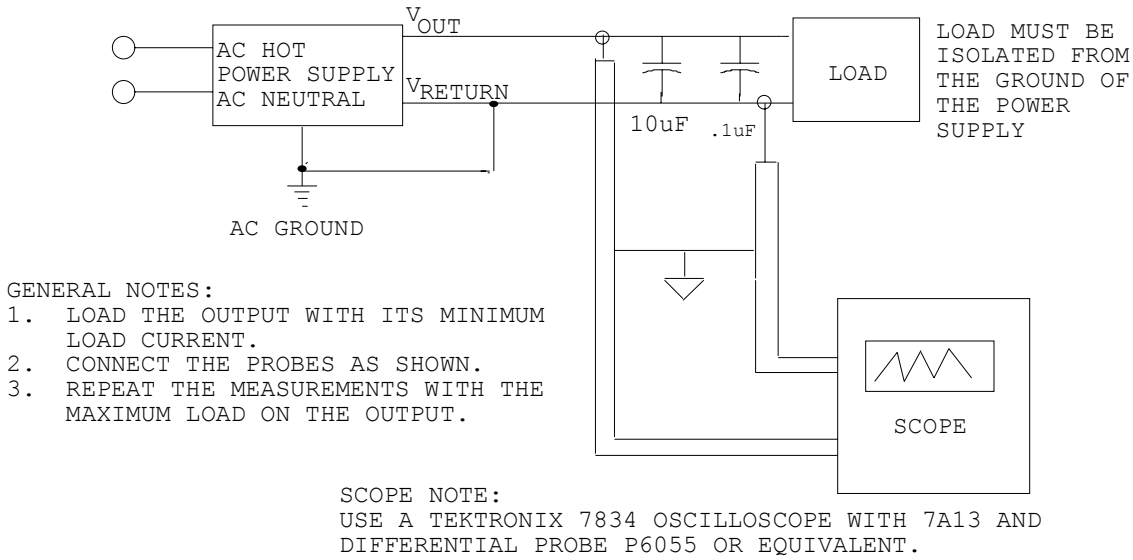 V OUT
AC HOT
POWER SUPPLY
AC NEUTRAL
V RETURN
10uF
.1uF
LOAD
LOAD MUST BE
ISOLATED FROM
THE GROUND OF
THE POWER
SUPPLY
AC GROUND
GENERAL NOTES:
1. LOAD THE OUTPUT WITH ITS MINIMUM
LOAD CURRENT.
2. CONNECT THE PROBES AS SHOWN.
3. REPEAT THE MEASUREMENTS WITH THE
MAXIMUM LOAD ON THE OUTPUT.
SCOPE
SCOPE NOTE:
USE A TEKTRONIX 7834 OSCILLOSCOPE WITH 7A13 AND
DIFFERENTIAL PROBE P6055 OR EQUIVALENT.